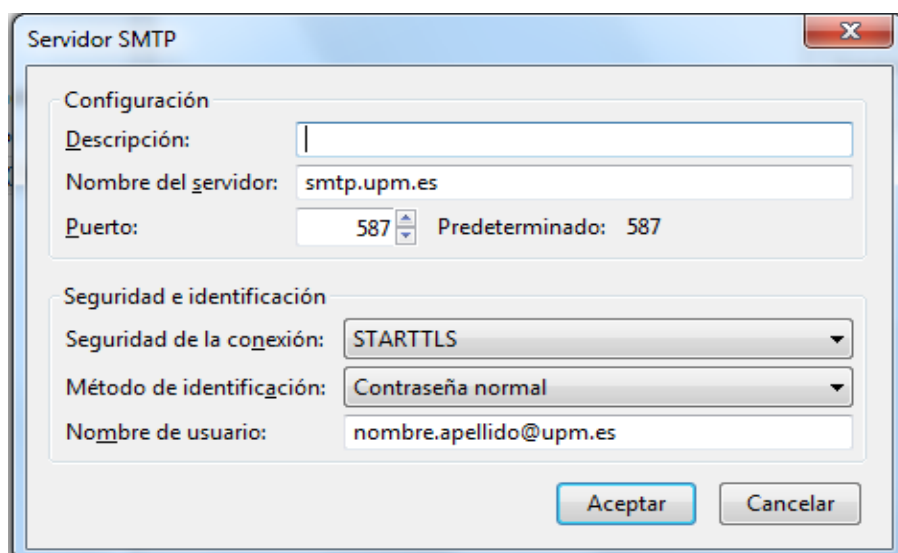 Servidor SMTP
Configuración
Descripción:
Nombre del servidor: smtp.upm.es
Puerto: 587 Predeterminado: 587
Seguridad e identificación
Seguridad de la conexión: STARTTLS
Método de identificación: Contraseña normal
Nombre de usuario: nombre.apellido@upm.es
Aceptar Cancelar